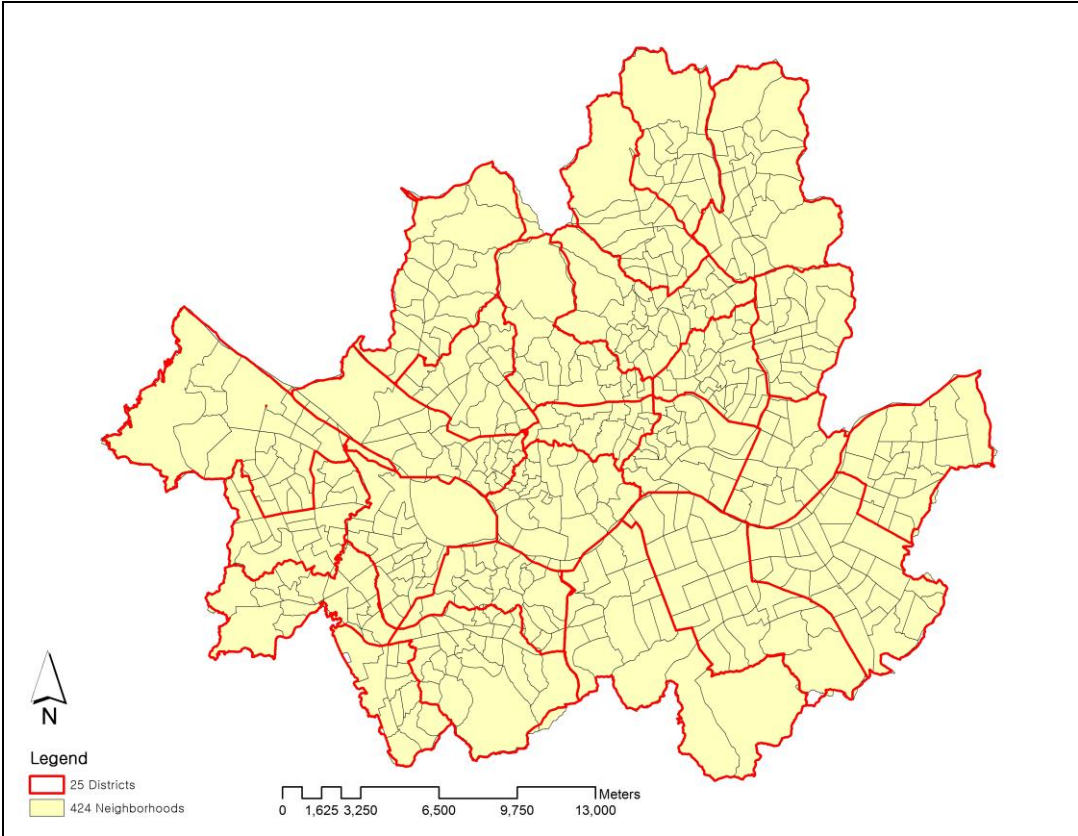 N
Legend
25 Districts
424 Neighborhoods
Meters
0 1,625 3,250 6,500 9,750 13,000